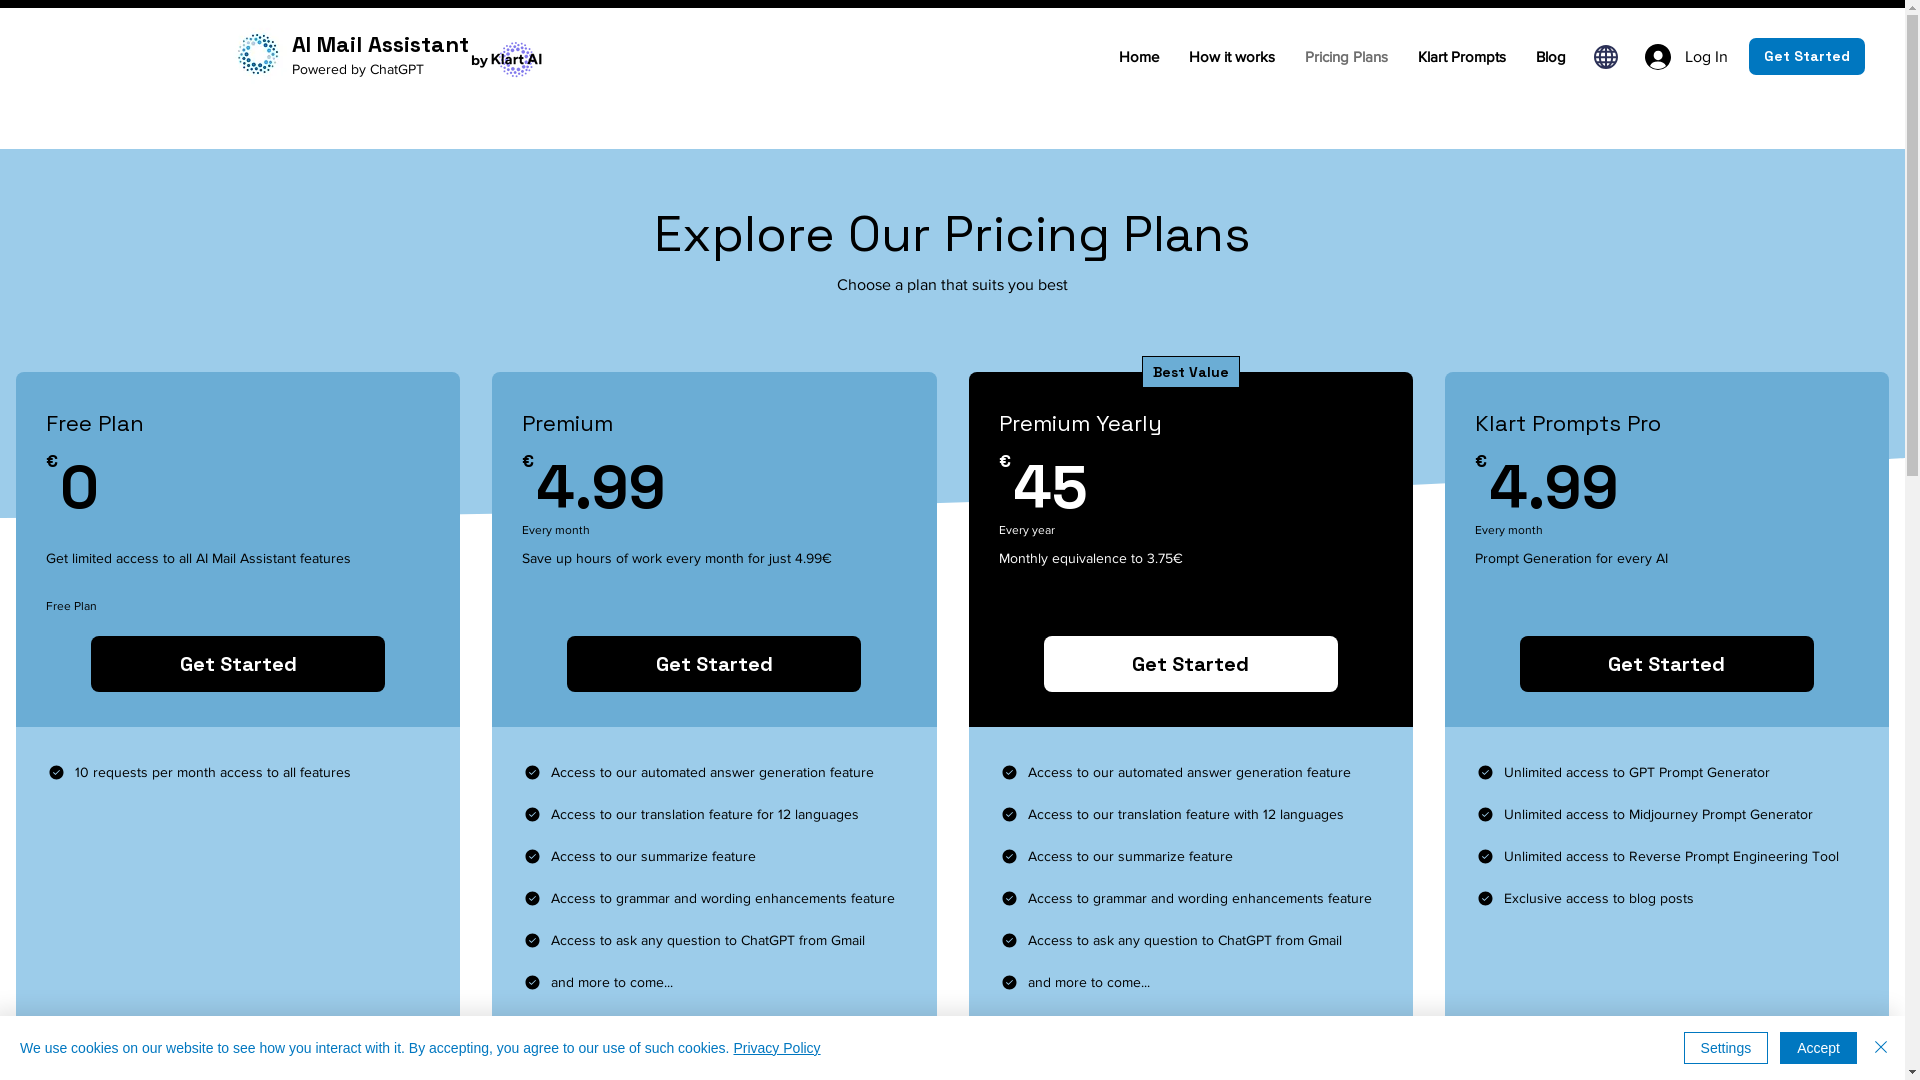 AI Mail Assistant
Powered by ChatGPT
by Klart AI
Home
How it works
Pricing Plans
Klart Prompts
Blog
Log In
Get Started
Explore Our Pricing Plans
Choose a plan that suits you best
Free Plan
€
0
Get limited access to all AI Mail Assistant features
Free Plan
Get Started
10 requests per month access to all features
Premium
€
4.99
Every month
Save up hours of work every month for just 4.99€
Get Started
Access to our automated answer generation feature
Access to our translation feature for 12 languages
Access to our summarize feature
Access to grammar and wording enhancements feature
Access to ask any question to ChatGPT from Gmail
and more to come...
Best Value
Premium Yearly
€
45
Every year
Monthly equivalence to 3.75€
Get Started
Access to our automated answer generation feature
Access to our translation feature with 12 languages
Access to our summarize feature
Access to grammar and wording enhancements feature
Access to ask any question to ChatGPT from Gmail
and more to come...
Klart Prompts Pro
€
4.99
Every month
Prompt Generation for every AI
Get Started
Unlimited access to GPT Prompt Generator
Unlimited access to Midjourney Prompt Generator
Unlimited access to Reverse Prompt Engineering Tool
Exclusive access to blog posts
We use cookies on our website to see how you interact with it. By accepting, you agree to our use of such cookies. Privacy Policy
Settings
Accept